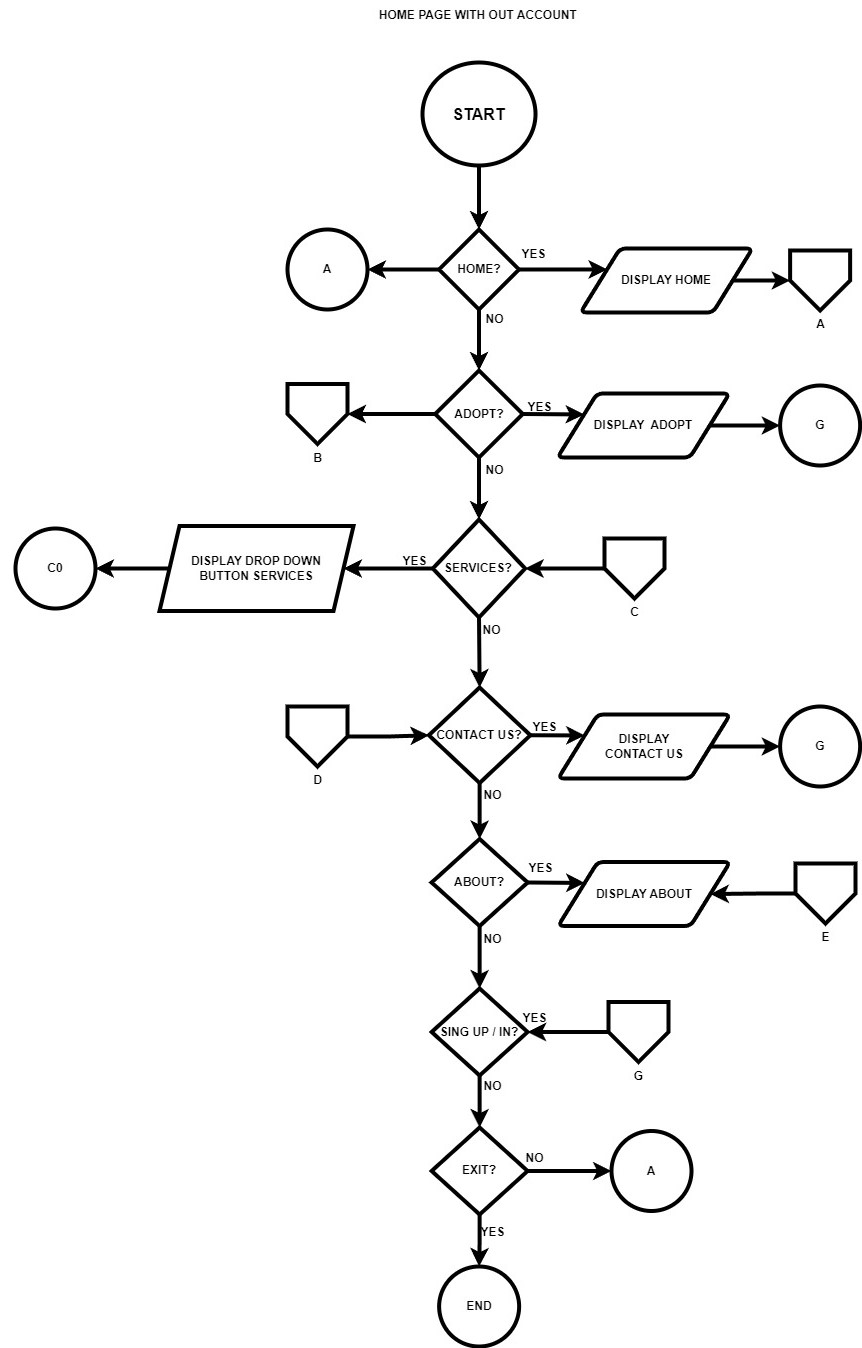 HOME PAGE WITH OUT ACCOUNT
START
A
HOME?
YES
DISPLAY HOME
A
NO
B
ADOPT?
YES
DISPLAY ADOPT
G
NO
C0
DISPLAY DROP DOWN
BUTTON SERVICES
YES
SERVICES?
C
NO
D
CONTACT US?
YES
DISPLAY
CONTACT US
G
NO
ABOUT?
YES
DISPLAY ABOUT
E
NO
SING UP / IN?
YES
G
NO
EXIT?
NO
A
YES
END